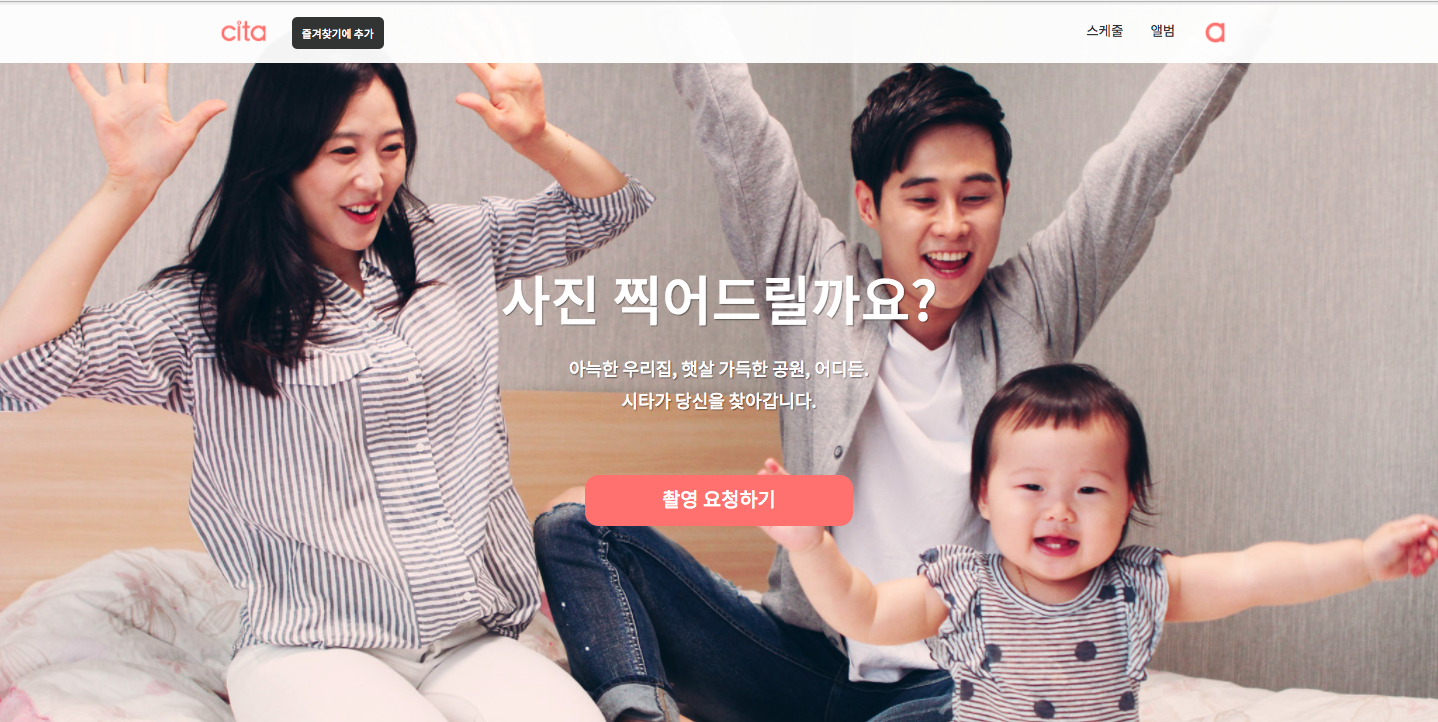 cita
즐겨찾기에 추가
스케줄
앨범
a
사진 찍어드릴까요?
아늑한 우리집, 햇살 가득한 공원, 어디든.
시타가 당신을 찾아갑니다.
촬영 요청하기